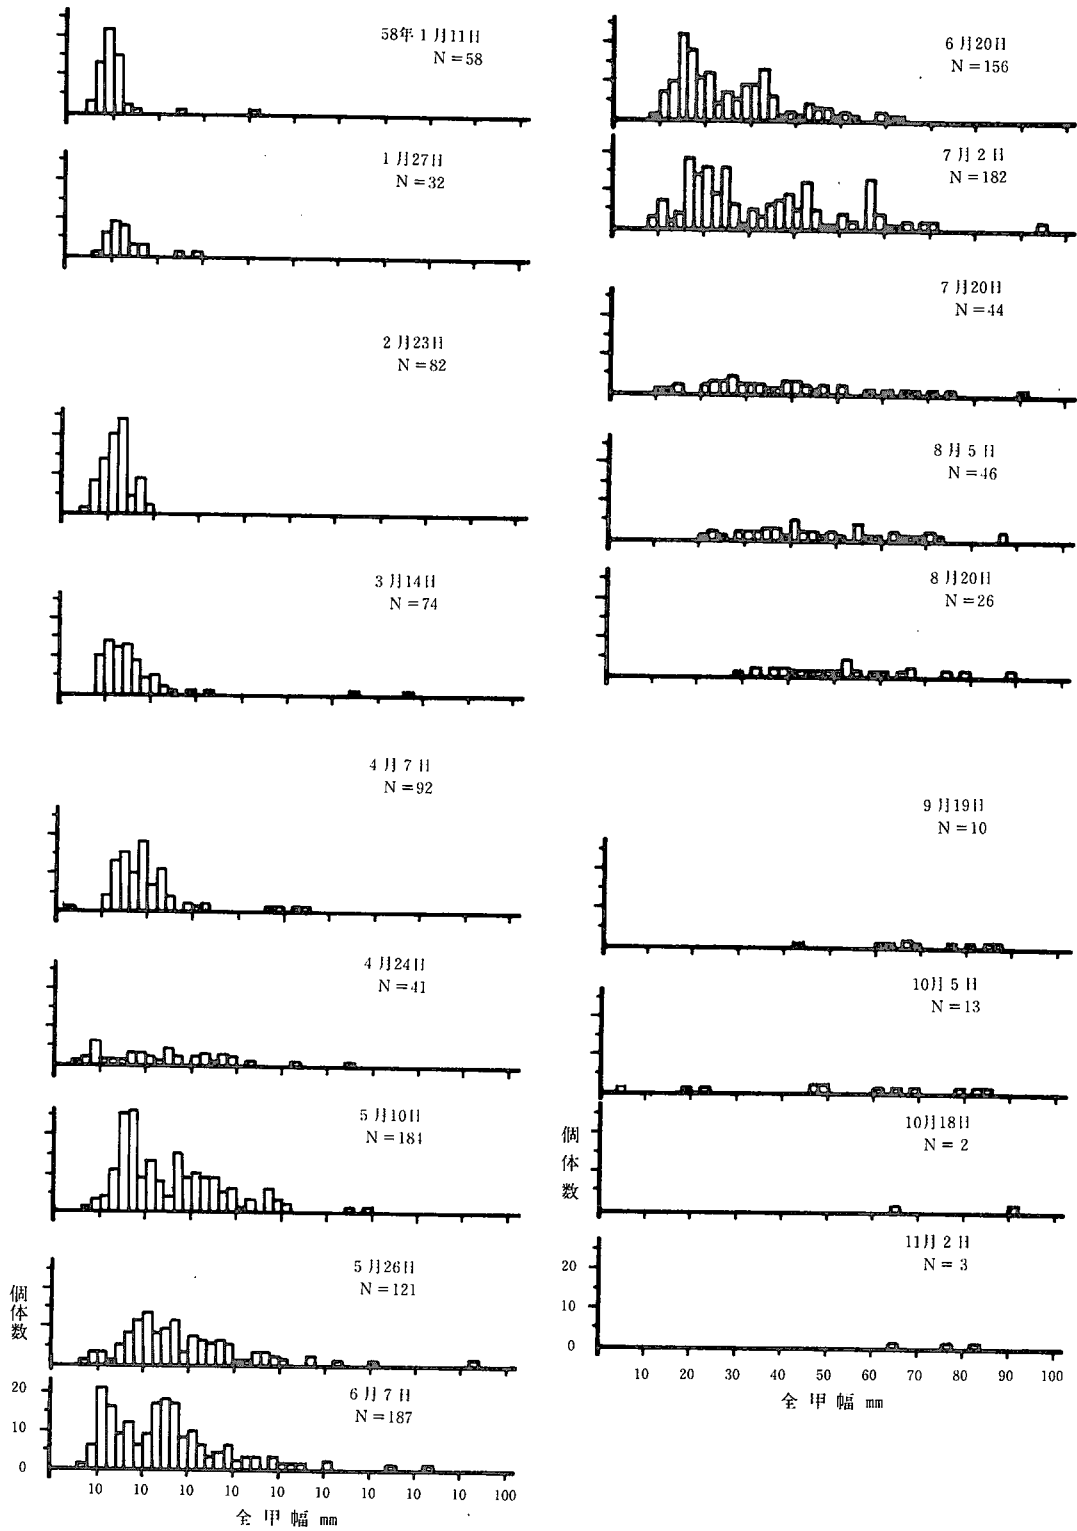 58年 1月11日
N=58
1月27日
N=32
2月23日
N=82
3月14日
N=74
4月7日
N=92
4月24日
N=41
5月10日
N=184
5月26日
N=121
個体数
6月7日
N=187
20
10
0
10 10 10 10 10 10 10 10 10 100
全甲幅 mm
6月20日
N=156
7月2日
N=182
7月20日
N=44
8月5日
N=46
8月20日
N=26
9月19日
N=10
10月5日
N=13
10月18日
N=2
個体数
11月2日
N=3
20
10
0
10 20 30 40 50 60 70 80 90 100
全甲幅 mm